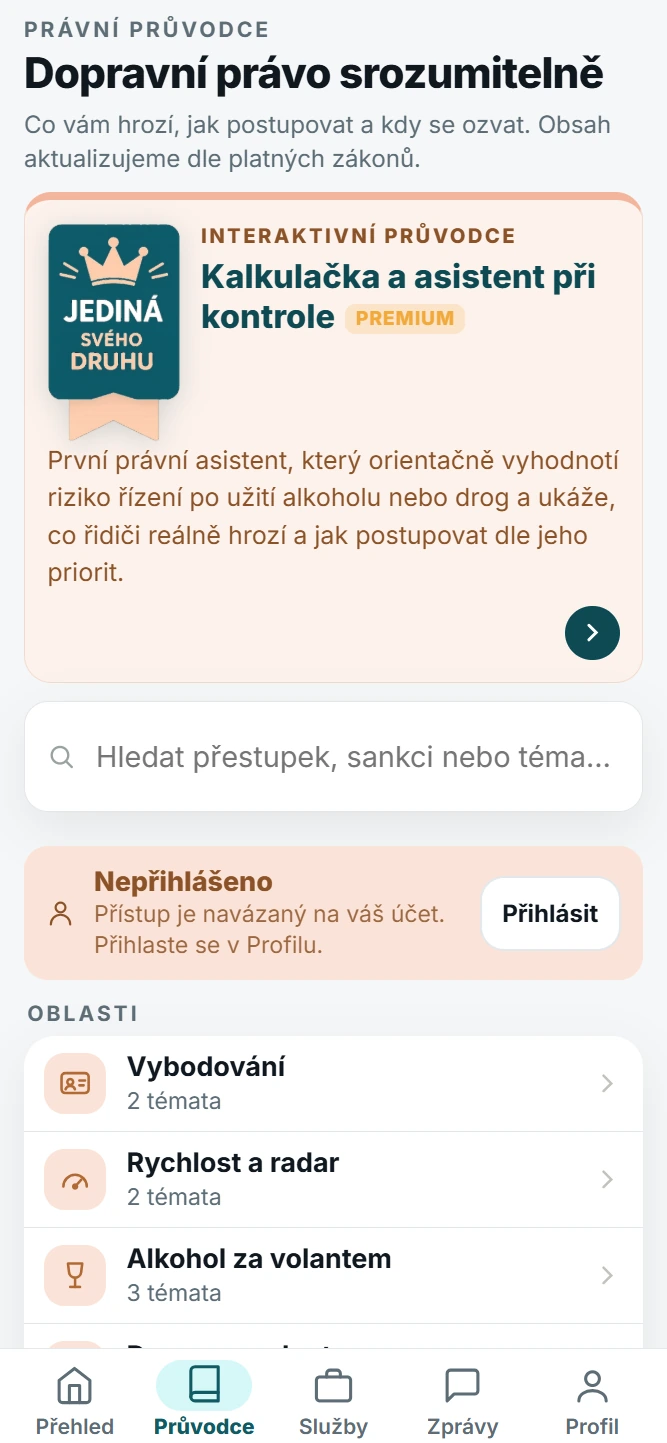 PRÁVNÍ PRŮVODCE
Dopravní právo srozumitelně
Co vám hrozí, jak postupovat a kdy se ozvat. Obsah
aktualizujeme dle platných zákonů.
JEDINÁ
SVÉHO
DRUHU
INTERAKTIVNÍ PRŮVODCE
Kalkulačka a asistent při
kontrole PREMIUM
První právní asistent, který orientačně vyhodnotí
riziko řízení po užití alkoholu nebo drog a ukáže,
co řidiči reálně hrozí a jak postupovat dle jeho
priorit.
Hledat přestupek, sankci nebo téma...
Nepřihlášeno
Přístup je navázaný na váš účet.
Přihlaste se v Profilu.
Přihlásit
OBLASTI
Vybodování
2 témata
Rychlost a radar
2 témata
Alkohol za volantem
3 témata
Přehled
Průvodce
Služby
Zprávy
Profil